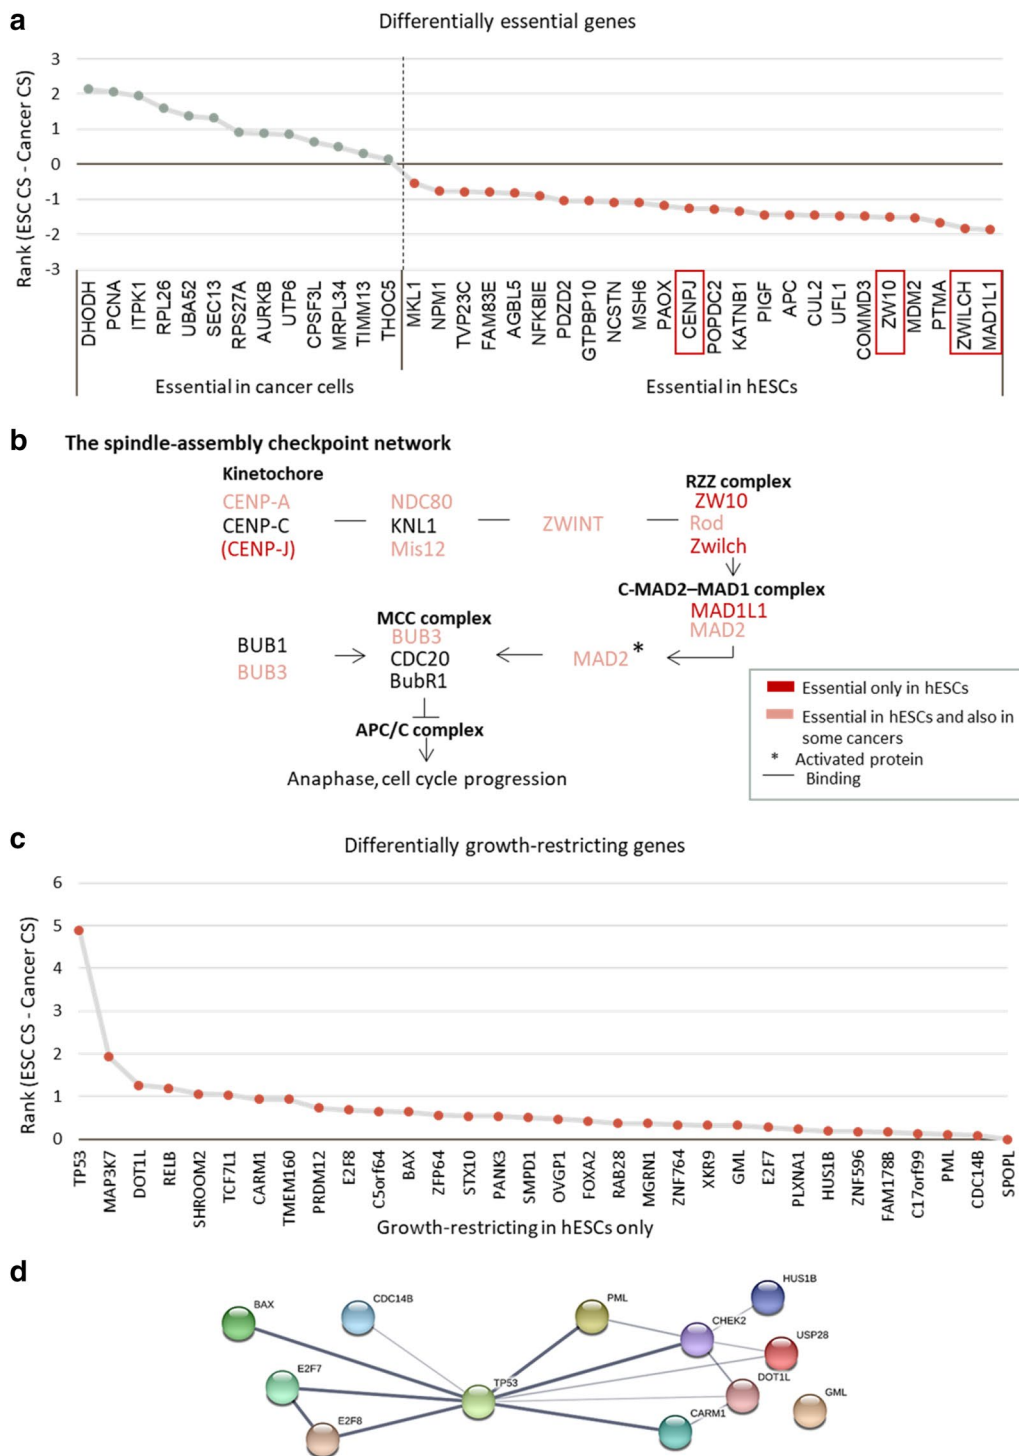 a
Differentially essential genes
Rank (ESC CS - Cancer CS)
3
2
1
0
-1
-2
-3
DHODH
PCNA
ITPK1
RPL26
UBA52
SEC13
RPS27A
AURKB
UTP6
CPSF3L
MRPL34
TIMM13
THOC5
MKL1
NPM1
TVP23C
FAM83E
AGBL5
NFKBIE
PDZD2
GTPBP10
NCSTN
MSH6
PAOX
CENPJ
POPDC2
KATNB1
PIGF
APC
CUL2
UFL1
COMMD3
ZW10
MDM2
PTMA
ZWILCH
MAD1L1
Essential in cancer cells
Essential in hESCs
b
The spindle-assembly checkpoint network
Kinetochore
CENP-A
CENP-C
(CENP-J)
NDC80
KNL1
Mis12
ZWINT
RZZ complex
ZW10
Rod
Zwilch
C-MAD2–MAD1 complex
MAD1L1
MAD2
MAD2 *
MCC complex
BUB3
CDC20
BubR1
BUB1
BUB3
APC/C complex
Anaphase, cell cycle progression
Essential only in hESCs
Essential in hESCs and also in
some cancers
* Activated protein
Binding
c
Differentially growth-restricting genes
Rank (ESC CS - Cancer CS)
6
5
4
3
2
1
0
TP53
MAP3K7
DOT1L
RELB
SHROOM2
TCF7L1
CARM1
TMEM160
PRDM12
E2F8
C5orf64
BAX
ZFP64
STX10
PANK3
SMPD1
OVGP1
FOXA2
RAB28
MGRN1
ZNF764
XKR9
GML
E2F7
PLXNA1
HUS1B
ZNF596
FAM178B
C17orf99
PML
CDC14B
SPOPL
Growth-restricting in hESCs only
d
BAX
CDC14B
PML
HUS1B
CHEK2
USP28
E2F7
TP53
DOT1L
GML
E2F8
CARM1